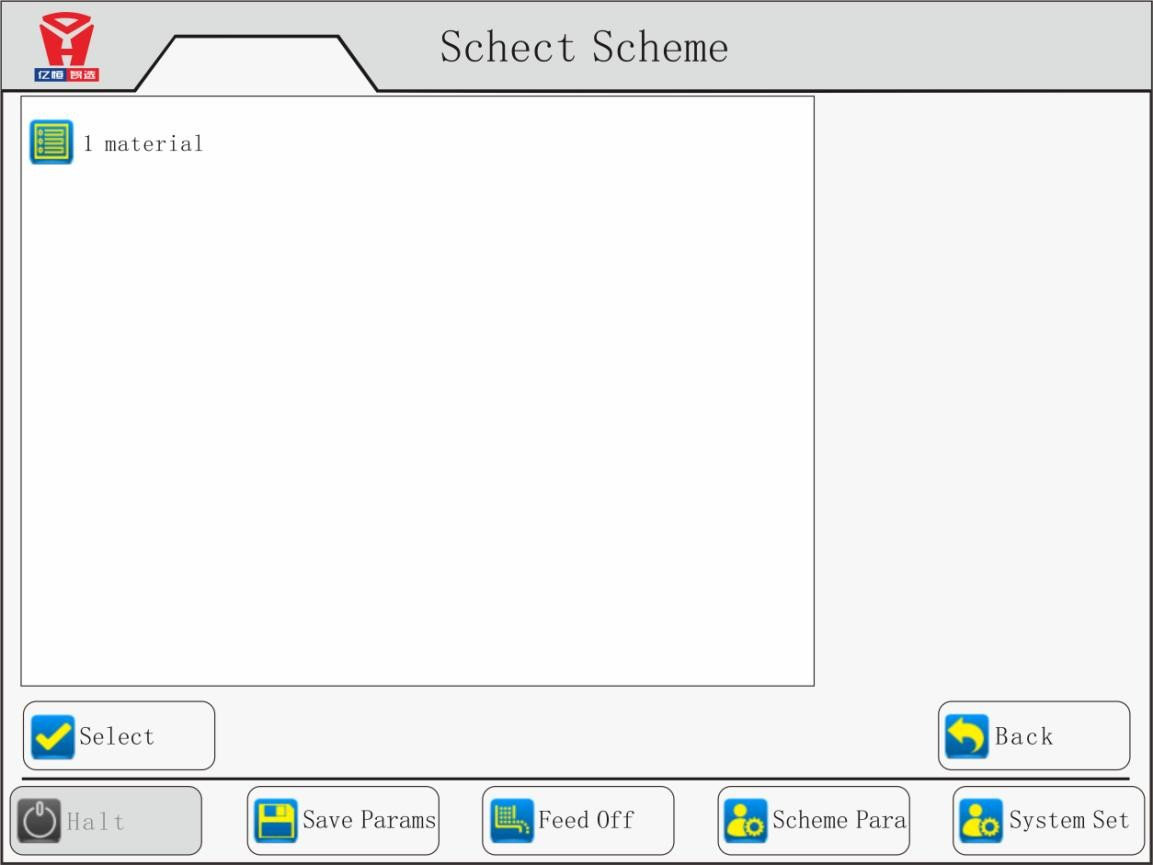 亿恒智选
Schect Scheme
1 material
Select
Back
Halt
Save Params
Feed Off
Scheme Para
System Set